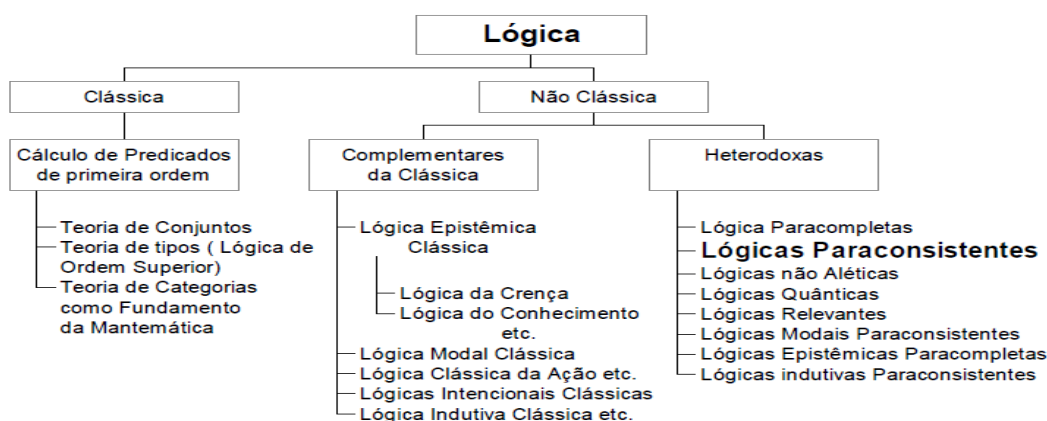 Lógica
Clássica
Não Clássica
Cálculo de Predicados
de primeira ordem
Complementares
da Clássica
Heterodoxas
Teoria de Conjuntos
Teoria de tipos ( Lógica de
Ordem Superior)
Teoria de Categorias
como Fundamento
da Mantemática
Lógica Epistêmica
Clássica
Lógica da Crença
Lógica do Conhecimento
etc.
Lógica Modal Clássica
Lógica Clássica da Ação etc.
Lógicas Intencionais Clássicas
Lógica Indutiva Clássica etc.
Lógica Paracompletas
Lógicas Paraconsistentes
Lógicas não Aléticas
Lógicas Quânticas
Lógicas Relevantes
Lógicas Modais Paraconsistentes
Lógicas Epistêmicas Paracompletas
Lógicas indutivas Paraconsistentes